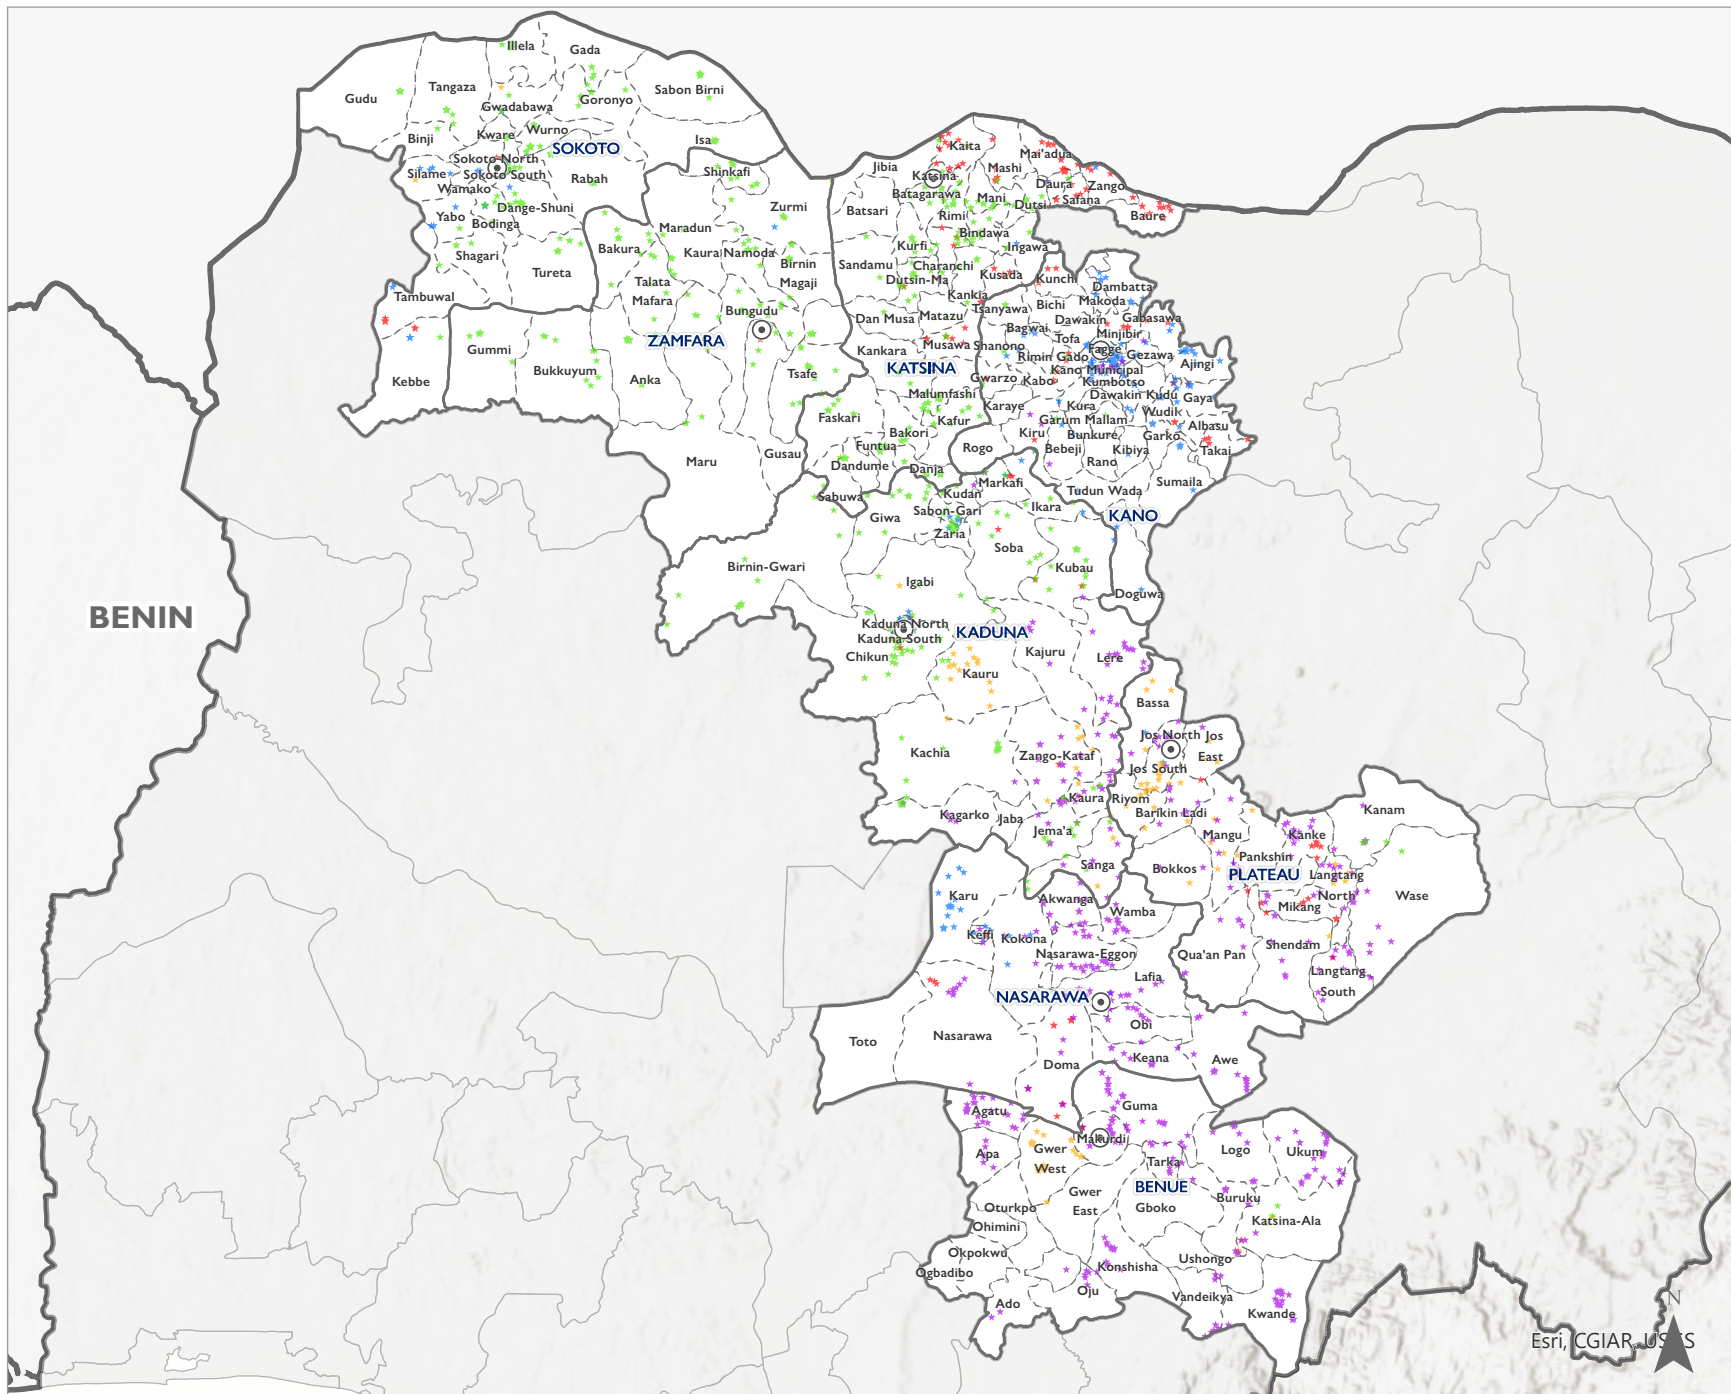 Illela
Gada
Tangaza
Gudu
Sabon Birni
Gwadabawa
Goronyo
Binji
Kware
Wurno
Isa
SOKOTO
Sokoto North
Silame
Sokoto South
Wamako
Rabah
Dange-Shuni
Yabo
Bodinga
Shagari
Tureta
Tambuwal
Kebbe
Shinkafi
Zurmi
Maradun
Bakura
Kaura Namoda
Birnin
Magaji
Talata
Mafara
Bungudu
ZAMFARA
Gummi
Bukkuyum
Anka
Tsafe
Maru
Gusau
Kaita
Jibia
Mai'adua
Mashi
Katsina
Batagarawa
Daura
Zango
Mani
Safana
Dutsi
Baure
Batsari
Rimi
Bindawa
Kurfi
Ingawa
Sandamu
Charanchi
Dutsin-Ma
Kusada
Kankia
Dan Musa
Matazu
Musawa
Kankara
KATSINA
Malumfashi
Faskari
Kafur
Bakori
Funtua
Dandume
Danja
Sabuwa
Kunchi
Dambatta
Tsanyawa
Bichi
Makoda
Dawakin
Gabasawa
Bagwai
Tofa
Minjibir
Shanono
Fagge
Rimin Gado
Gezawa
Ajingi
Kano Municipal
Gwarzo
Kabo
Kumbotso
Dawakin Kudu
Gaya
Karaye
Kura
Wudik
Garum Mallam
Albasu
Kiru
Bunkure
Garko
Rogo
Bebeji
Kibiya
Takai
Rano
Sumaila
Tudun Wada
KANO
Doguwa
Markafi
Kudan
Giwa
Sabon-Gari
Ikara
Zaria
Soba
Birnin-Gwari
Kubau
Igabi
Kaduna North
KADUNA
Kaduna South
Chikun
Kajuru
Lere
Kauru
Kachia
Zango-Kataf
Kaura
Kagarko
Jaba
Jema'a
Sanga
BENIN
Bassa
Jos North
Jos
East
Jos South
Riyom
Barikin Ladi
Kanam
Mangu
Kanke
Pankshin
Bokkos
PLATEAU
Langtang
North
Wase
Mikang
Shendam
Qua'an Pan
Langtang
South
Karu
Akwanga
Wamba
Keffi
Kokona
Nasarawa-Eggon
Lafia
NASARAWA
Obi
Toto
Nasarawa
Keana
Awe
Doma
Agatu
Guma
Makurdi
Apa
Gwer
West
Logo
Ukum
Tarka
BENUE
Gwer
East
Buruku
Oturkpo
Gboko
Katsina-Ala
Ohimini
Okpokwu
Ushongo
Ogbadibo
Konshisha
Oju
Vandeikya
Ado
Kwande
N
Esri, CGIAR, USGS